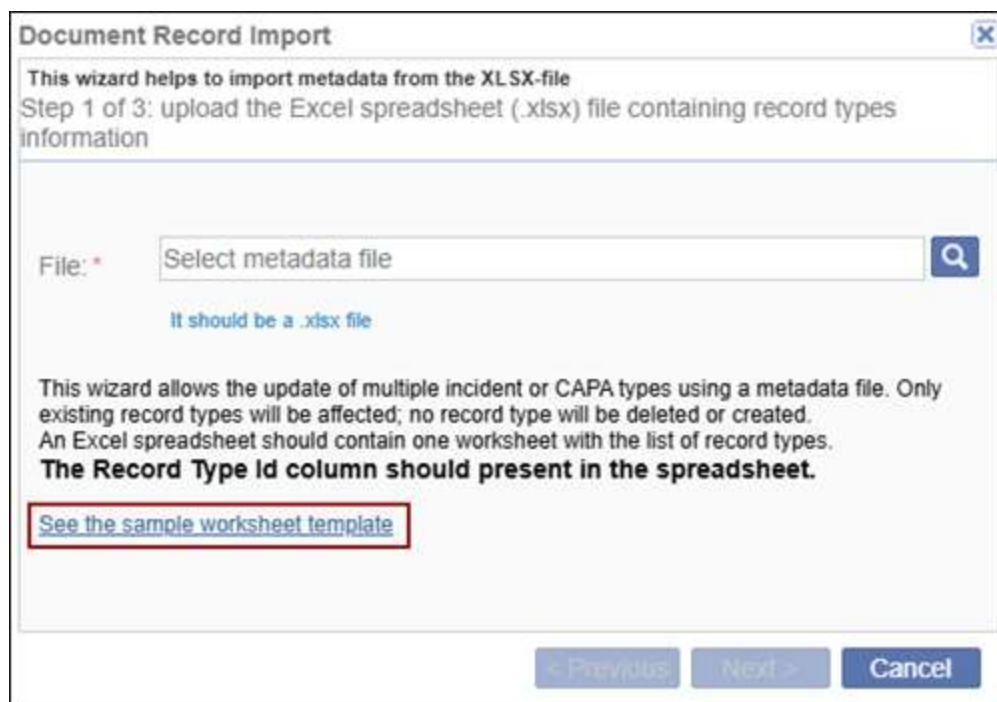 Document Record Import
This wizard helps to import metadata from the XLSX-file
Step 1 of 3: upload the Excel spreadsheet (.xlsx) file containing record types
information
File: *
Select metadata file
It should be a .xlsx file
This wizard allows the update of multiple incident or CAPA types using a metadata file. Only
existing record types will be affected; no record type will be deleted or created.
An Excel spreadsheet should contain one worksheet with the list of record types.
The Record Type Id column should present in the spreadsheet.
See the sample worksheet template
< Previous
Next >
Cancel